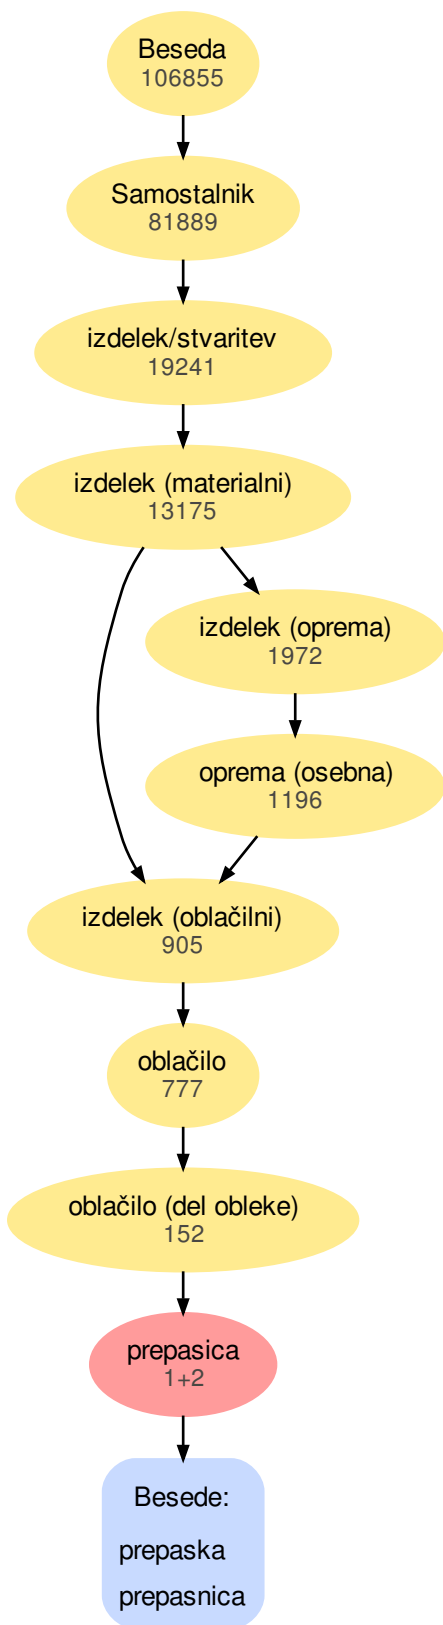 Beseda
106855
Samostalnik
81889
izdelek/stvaritev
19241
izdelek (materialni)
13175
izdelek (oprema)
1972
oprema (osebna)
1196
izdelek (oblačilni)
905
oblačilo
777
oblačilo (del obleke)
152
prepasica
1+2
Besede:
prepaska
prepasnica